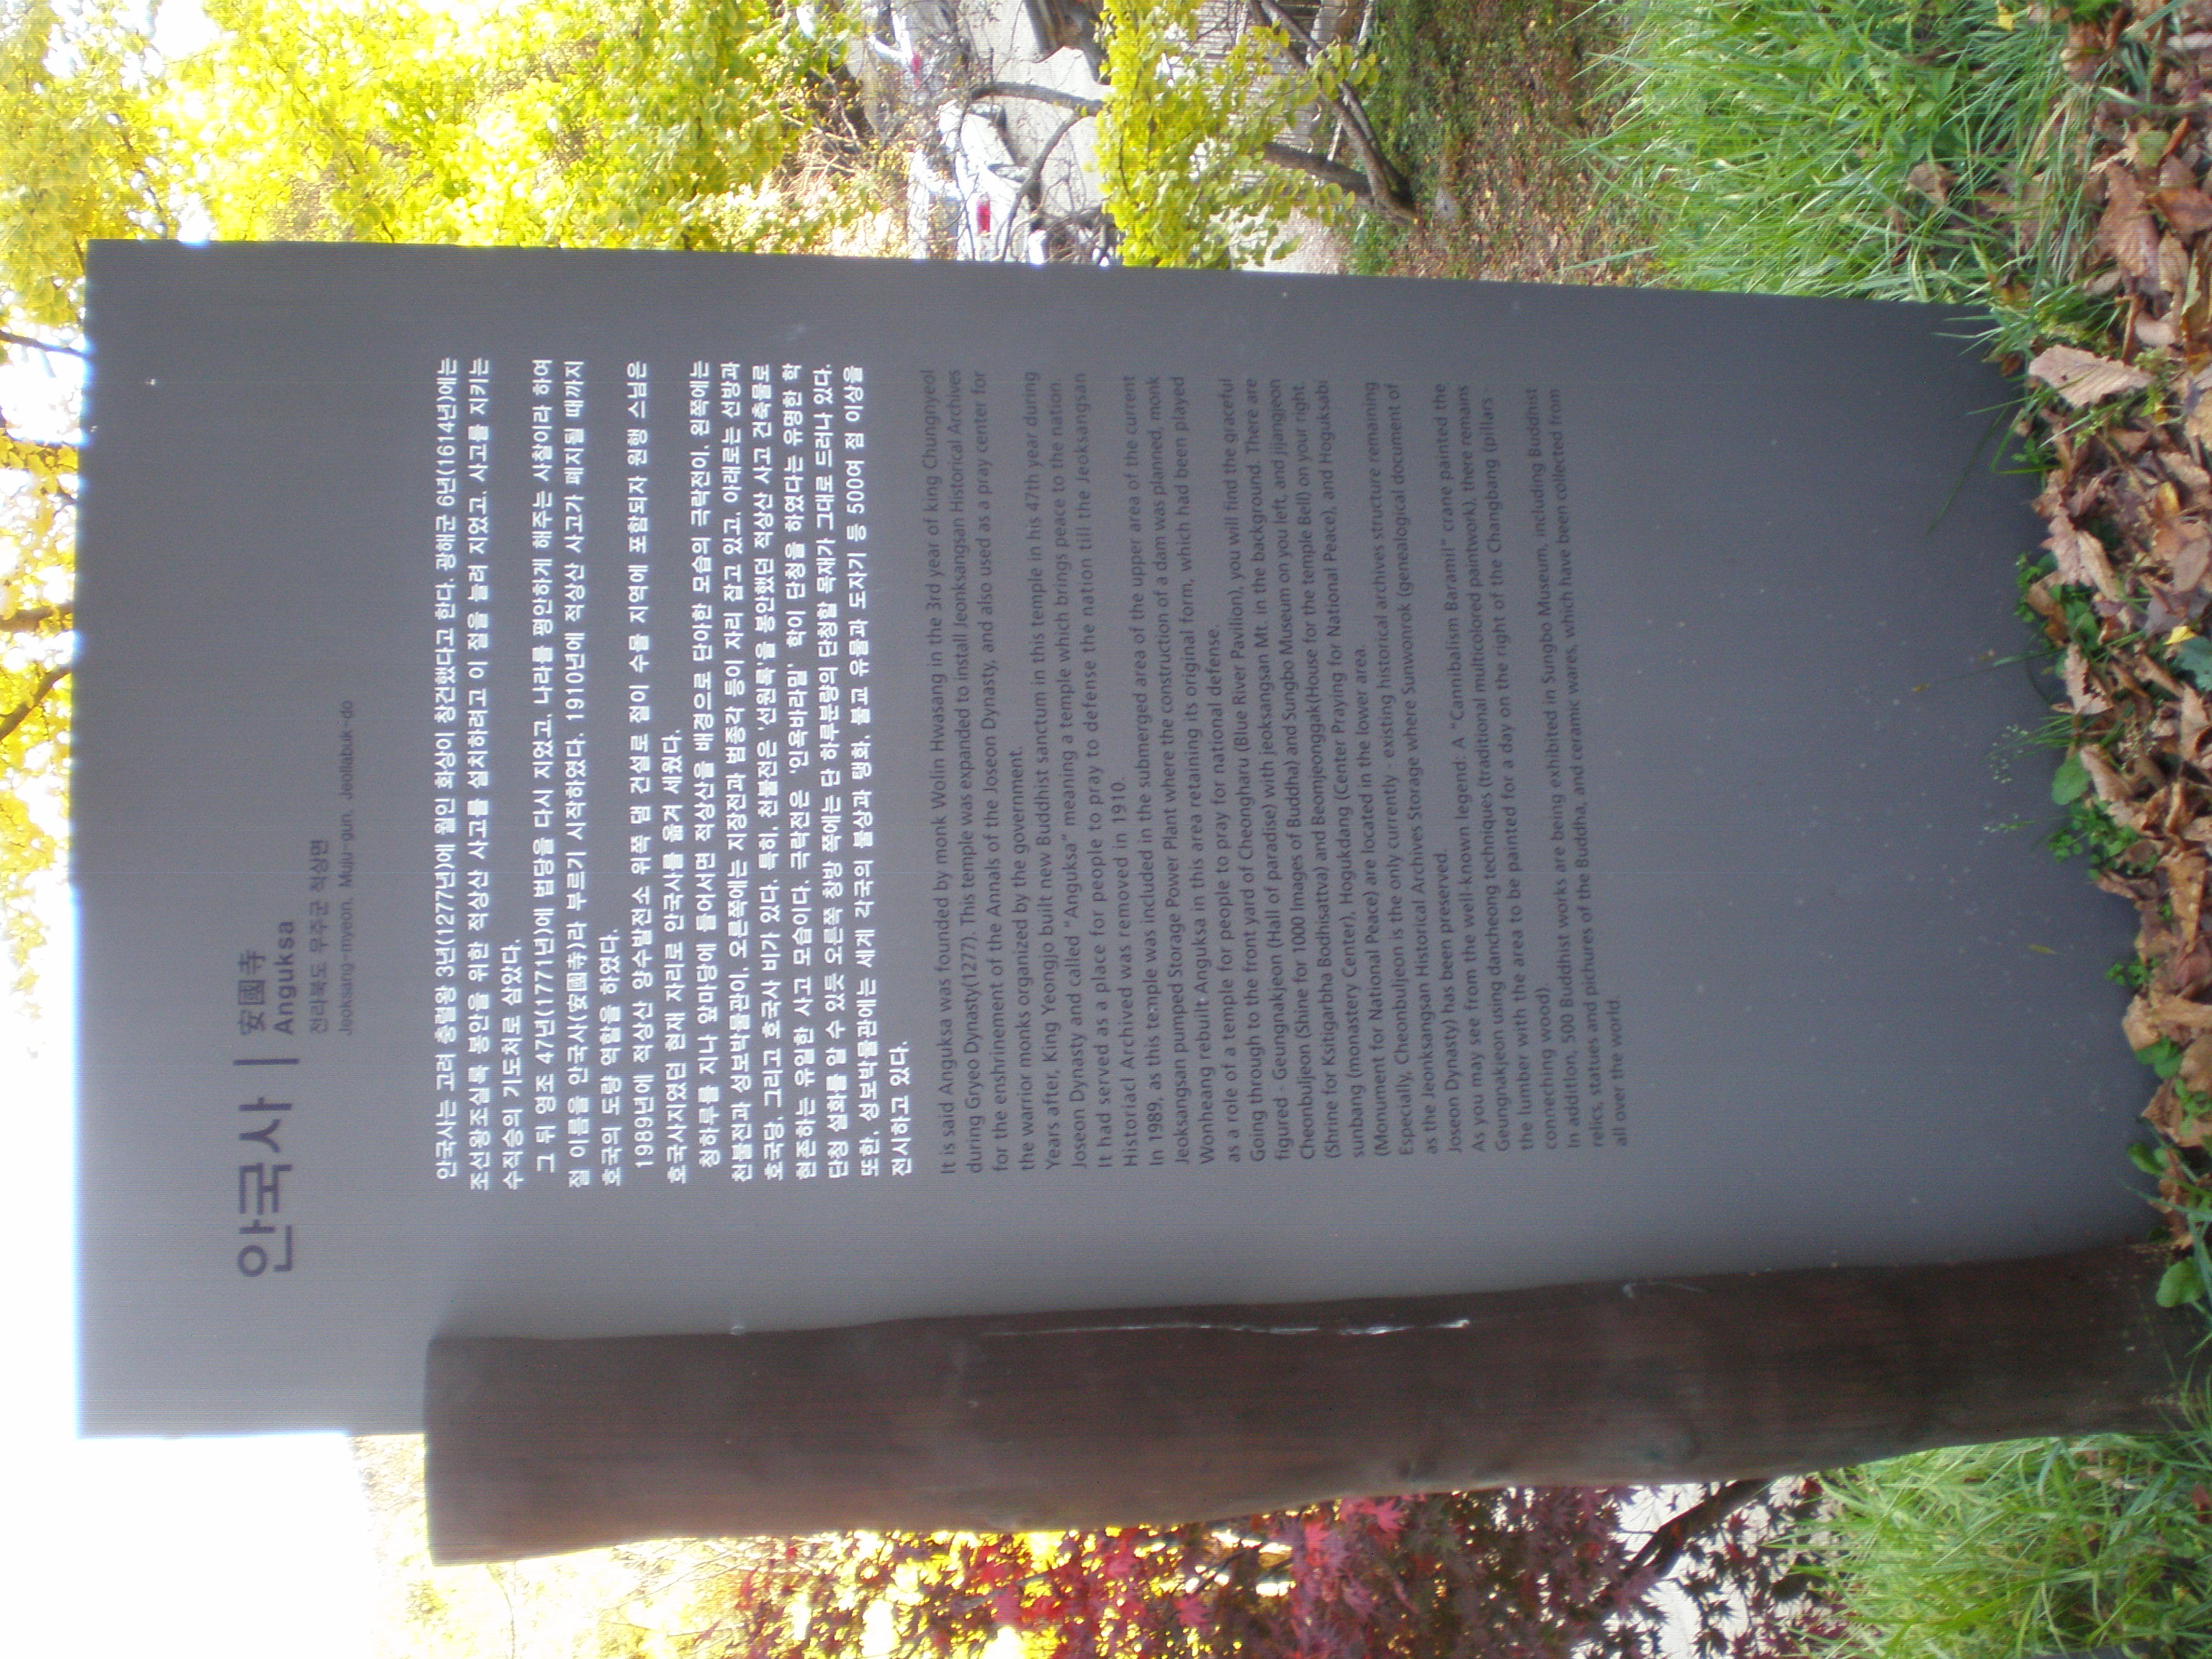 안국사 | 安國寺
Anguksa
전라북도 무주군 적상면
Jeoksang-myeon, Muju-gun, Jeollabuk-do
안국사는 고려 충렬왕 3년(1277년)에 월인 화상이 창건했다고 한다. 광해군 6년(1614년)에는
조선왕조실록 봉안을 위한 적상산 사고를 설치하려고 이 절을 늘려 지었고, 사고를 지키는
수직승의 기도처로 삼았다.
그 뒤 영조 47년(1771년)에 법당을 다시 지었고, 나라를 평안하게 해주는 사찰이라 하여
절 이름을 안국사(安國寺)라 부르기 시작하였다. 1910년에 적상산 사고가 폐지될 때까지
호국의 도량 역할을 하였다.
1989년에 적상산 양수발전소 위쪽 댐 건설로 절이 수몰 지역에 포함되자 원행 스님은
호국사지였던 현재 자리로 안국사를 옮겨 세웠다.
청하루를 지나 앞마당에 들어서면 적상산을 배경으로 단아한 모습의 극락전이, 왼쪽에는
천불전과 성보박물관이, 오른쪽에는 지장전과 범종각 등이 자리 잡고 있고, 아래로는 선방과
호국당, 그리고 호국사 비가 있다. 특히, 천불전은 '선원록'을 봉안했던 적상산 사고 건축물로
현존하는 유일한 사고 모습이다. 극락전은 '인욕바라밀' 학이 단청을 하였다는 유명한 학
단청 설화를 알 수 있듯 오른쪽 창방 쪽에는 단 하루분량의 단청할 목재가 그대로 드러나 있다.
또한, 성보박물관에는 세계 각국의 불상과 탱화, 불교 유물과 도자기 등 500여 점 이상을
전시하고 있다.
It is said Anguksa was founded by monk Wolin Hwasang in the 3rd year of king Chungnyeol
during Gryeo Dynasty(1277). This temple was expanded to install Jeonksangsan Historical Archives
for the enshrinement of the Annals of the Joseon Dynasty, and also used as a pray center for
the warrior monks organized by the government.
Years after, King Yeongjo built new Buddhist sanctum in this temple in his 47th year during
Joseon Dynasty and called "Anguksa" meaning a temple which brings peace to the nation.
It had served as a place for people to pray to defense the nation till the Jeoksangsan
Historiacl Archived was removed in 1910.
In 1989, as this temple was included in the submerged area of the upper area of the current
Jeoksangsan pumped Storage Power Plant where the construction of a dam was planned, monk
Wonheang rebuilt Anguksa in this area retaining its original form, which had been played
as a role of a temple for people to pray for national defense.
Going through to the front yard of Cheongharu (Blue River Pavilion), you will find the graceful
figured - Geungnakjeon (Hall of paradise) with jeoksangsan Mt. in the background. There are
Cheonbuljeon (Shine for 1000 Images of Buddha) and Sungbo Museum on you left, and jijangjeon
(Shrine for Ksitigarbha Bodhisattva) and Beomjeonggak(House for the temple Bell) on your right.
sunbang (monastery Center), Hogukdang (Center Praying for National Peace), and Hoguksabi
(Monument for National Peace) are located in the lower area.
Especially, Cheonbuljeon is the only currently - existing historical archives structure remaining
as the Jeonksangsan Historical Archives Storage where Sunwonrok (genealogical document of
Joseon Dynasty) has been preserved.
As you may see from the well-known legend: A "Cannibalism Baramil" crane painted the
Geungnakjeon using dancheong techniques (traditional multicolored paintwork), there remains
the lumber with the area to be painted for a day on the right of the Changbang (pillars
connecching wood).
In addition, 500 Buddhist works are being exhibited in Sungbo Museum, including Buddhist
relics, statues and pichures of the Buddha, and ceramic wares, which have been collected from
all over the world.